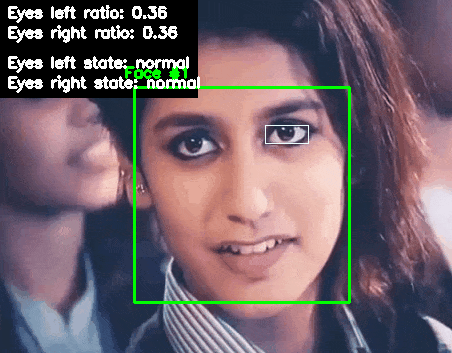 Eyes left ratio: 0.36
Eyes right ratio: 0.36
Eyes left state: normal
Eyes right state: normal
Face #1